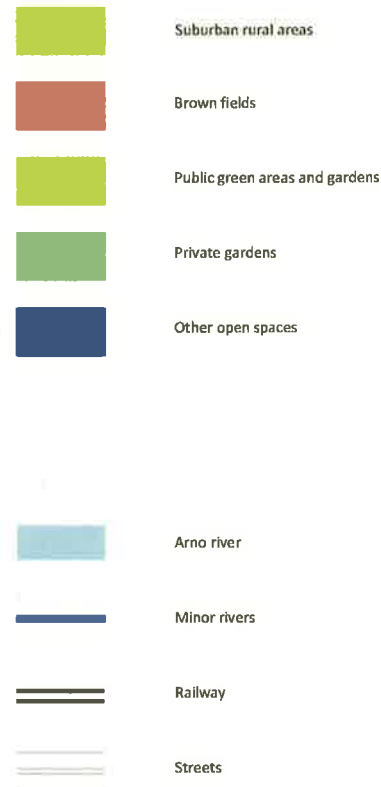 Suburban rural areas
Brown fields
Public green areas and gardens
Private gardens
Other open spaces
Arno river
Minor rivers
Railway
Streets